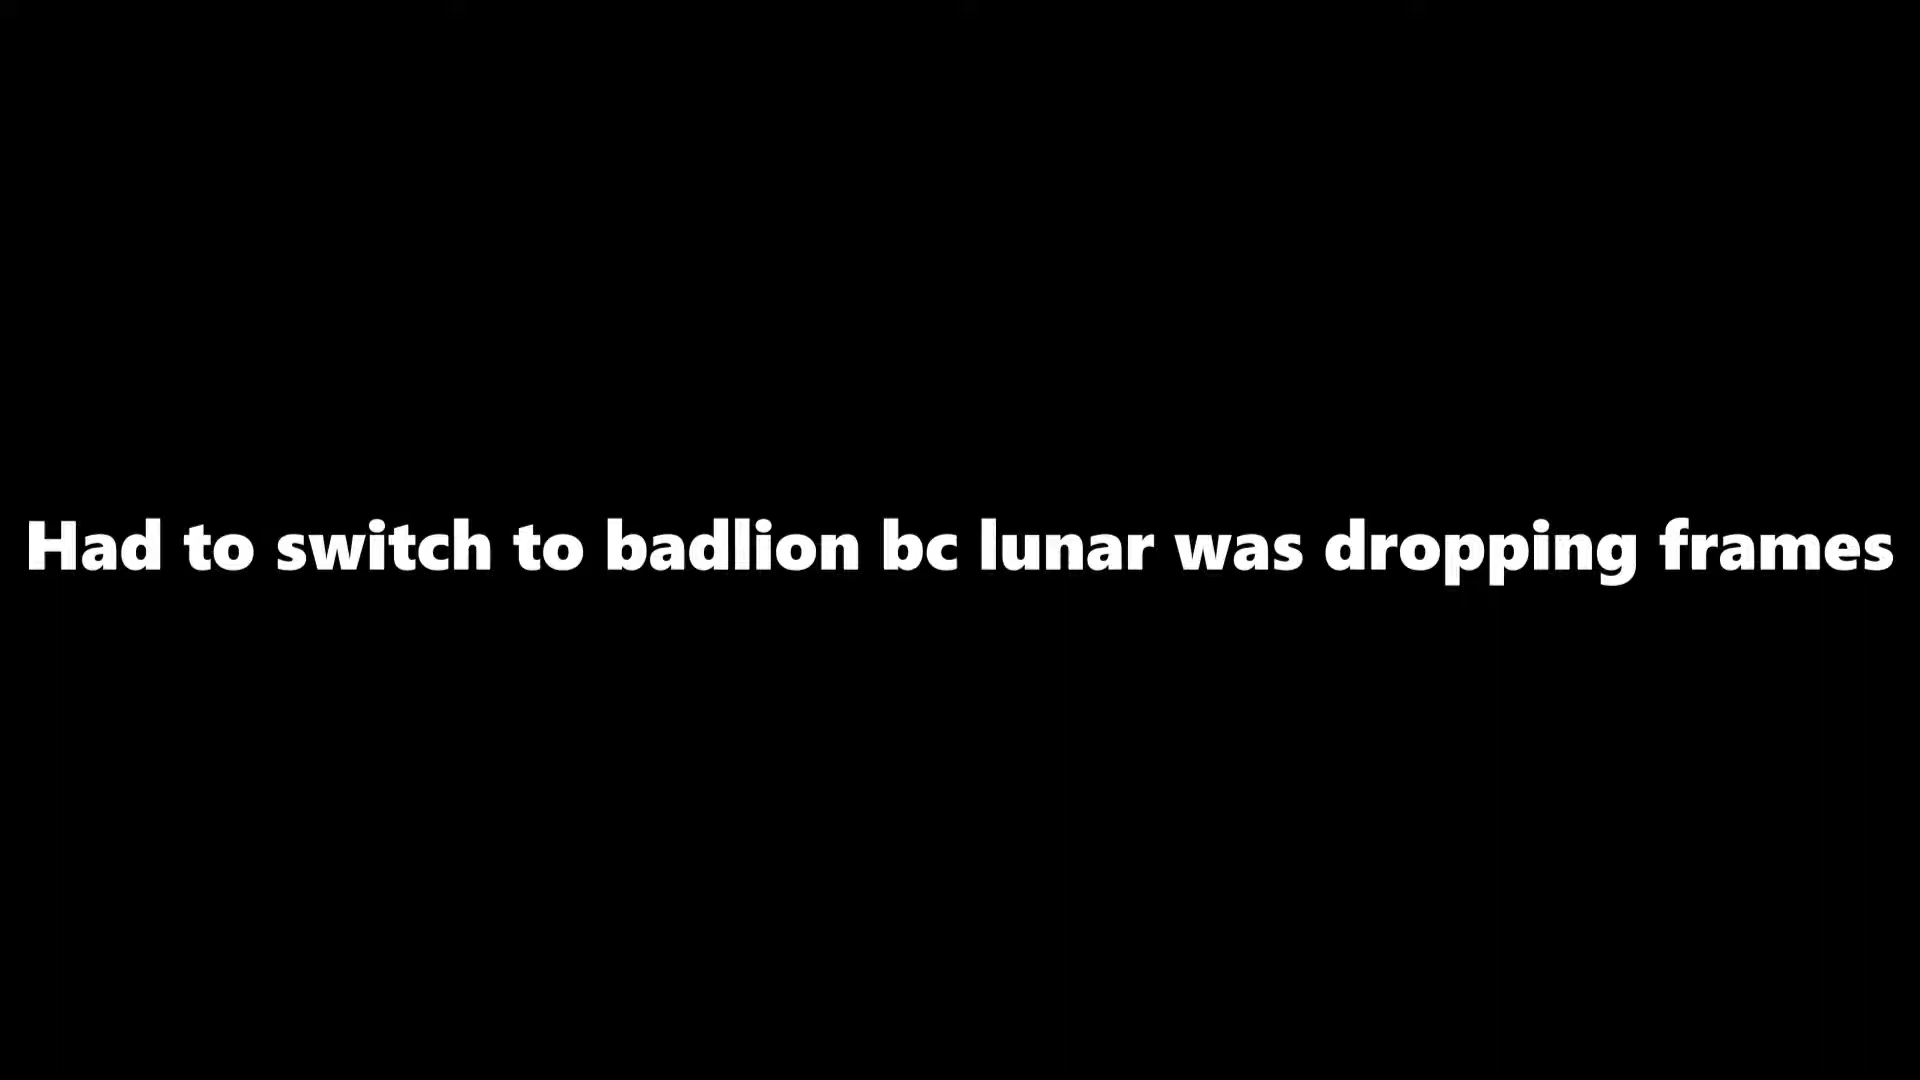 Had to switch to badlion bc lunar was dropping frames